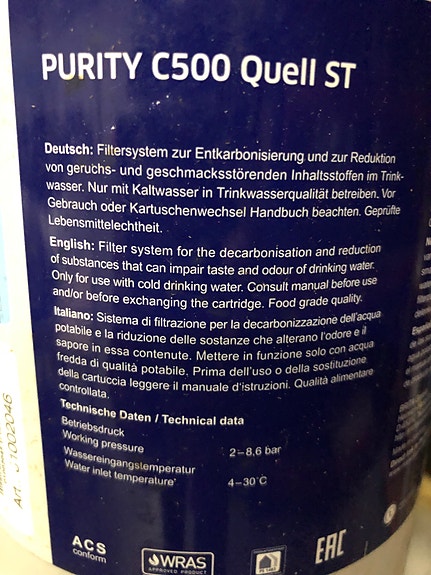 PURITY C500 Quell ST
Deutsch: Filtersystem zur Entkarbonisierung und zur Reduktion
von geruchs- und geschmacksstörenden Inhaltsstoffen im Trink-
wasser. Nur mit Kaltwasser in Trinkwasserqualität betreiben. Vor
Gebrauch oder Kartuschenwechsel Handbuch beachten. Geprüfte
Lebensmittelechtheit.
English: Filter system for the decarbonisation and reduction
of substances that can impair taste and odour of drinking water.
Only for use with cold drinking water. Consult manual before use
and/or before exchanging the cartridge. Food grade quality.
Italiano: Sistema di filtrazione per la decarbonizzazione dell'acqua
potabile e la riduzione delle sostanze che alterano l'odore e il
sapore in essa contenute. Mettere in funzione solo con acqua
fredda di qualità potabile. Prima dell'uso o della sostituzione
della cartuccia leggere il manuale d'istruzioni. Qualità alimentare
controllata.
Technische Daten / Technical data
Betriebsdruck
Working pressure 2–8,6 bar
Wassereingangstemperatur
Water inlet temperature 4–30°C
ACS
conform
WRAS
APPROVED PRODUCT
EAC